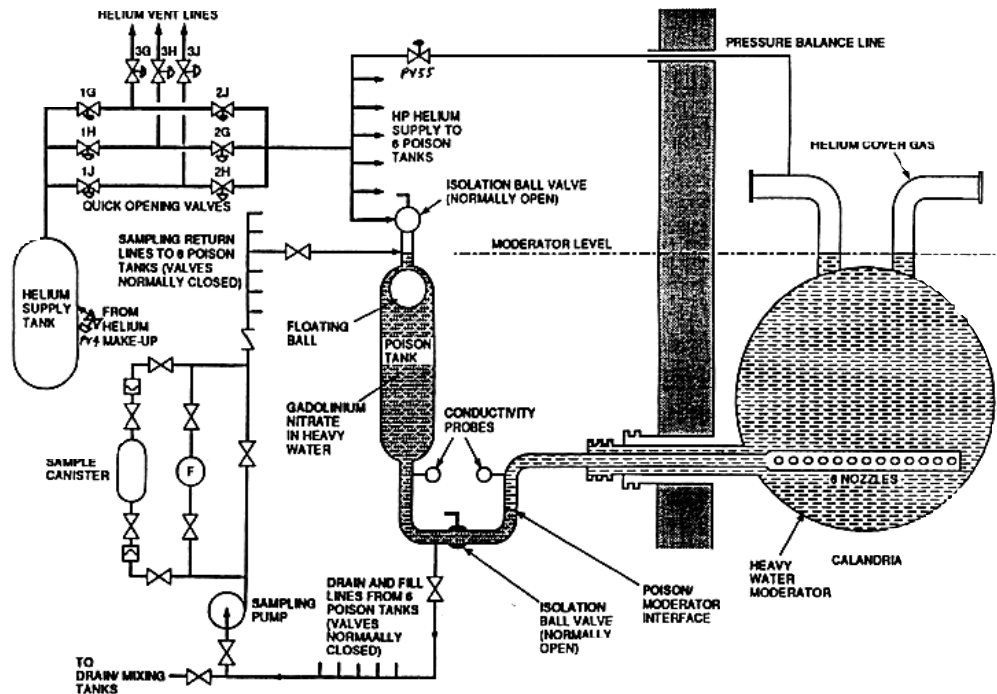 HELIUM VENT LINES
3G 3H 3J
1G
2J
1H
2G
1J
2H
QUICK OPENING VALVES
PV55
PRESSURE BALANCE LINE
HP HELIUM
SUPPLY TO
6 POISON
TANKS
HELIUM COVER GAS
ISOLATION BALL VALVE
(NORMALLY OPEN)
SAMPLING RETURN
LINES TO 6 POISON
TANKS (VALVES
NORMALLY CLOSED)
MODERATOR LEVEL
HELIUM
SUPPLY
TANK
FROM
HELIUM
MAKE-UP
PV4
FLOATING
BALL
POISON
TANK
GADOLINIUM
NITRATE
IN HEAVY
WATER
CONDUCTIVITY
PROBES
SAMPLE
CANISTER
F
6 NOZZLES
CALANDRIA
HEAVY
WATER
MODERATOR
POISON/
MODERATOR
INTERFACE
ISOLATION
BALL VALVE
(NORMALLY
OPEN)
DRAIN AND FILL
LINES FROM 6
POISON TANKS
(VALVES
NORMAALLY
CLOSED)
SAMPLING
PUMP
TO
DRAIN/ MIXING
TANKS